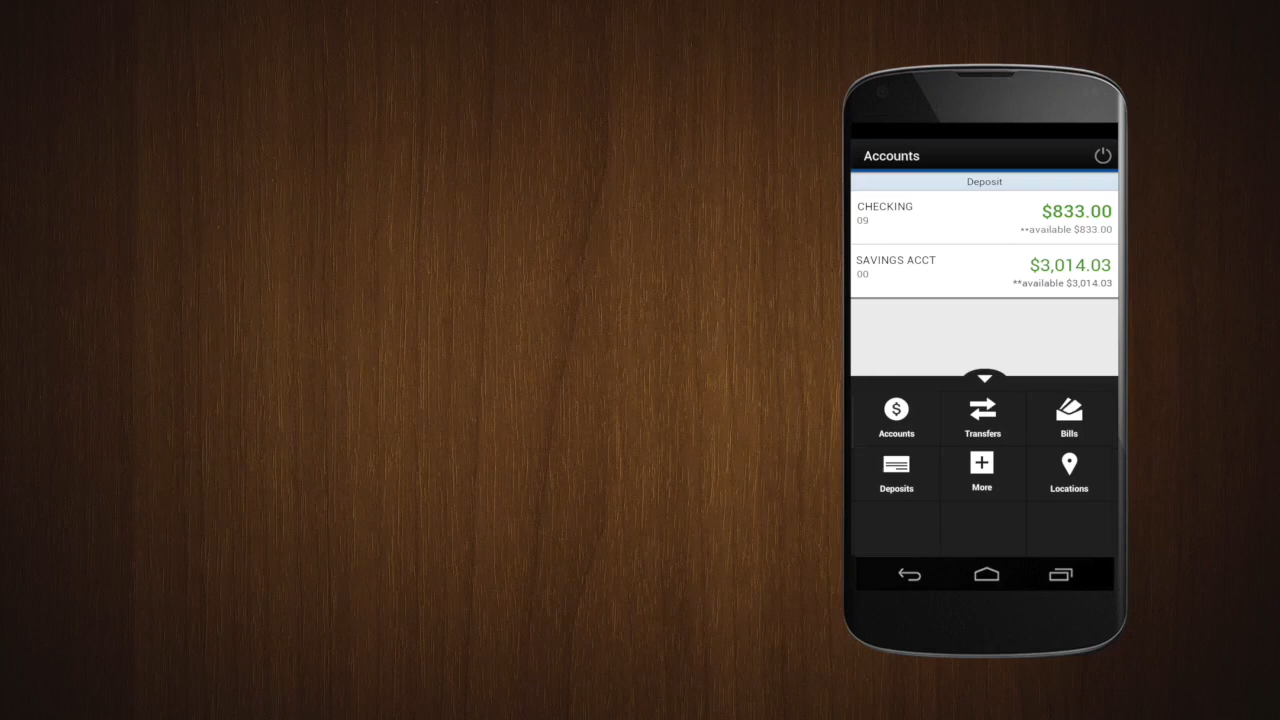 Accounts
Deposit
CHECKING
$833.00
09
**available $833.00
SAVINGS ACCT
$3,014.03
00
**available $3,014.03
$
Accounts
Transfers
Bills
Deposits
More
Locations